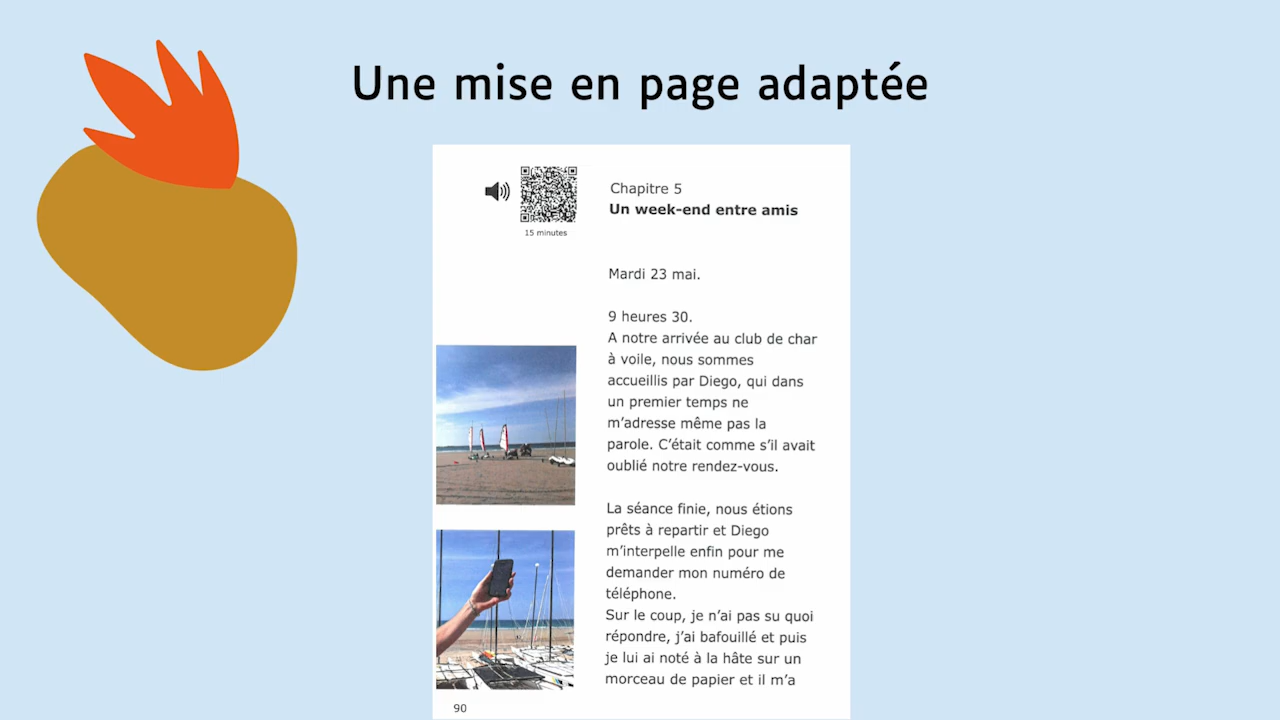 Une mise en page adaptée
15 minutes
Chapitre 5
Un week-end entre amis
Mardi 23 mai.
9 heures 30.
A notre arrivée au club de char
à voile, nous sommes
accueillis par Diego, qui dans
un premier temps ne
m'adresse même pas la
parole. C'était comme s'il avait
oublié notre rendez-vous.
La séance finie, nous étions
prêts à repartir et Diego
m'interpelle enfin pour me
demander mon numéro de
téléphone.
Sur le coup, je n'ai pas su quoi
répondre, j'ai bafouillé et puis
je lui ai noté à la hâte sur un
morceau de papier et il m'a
90